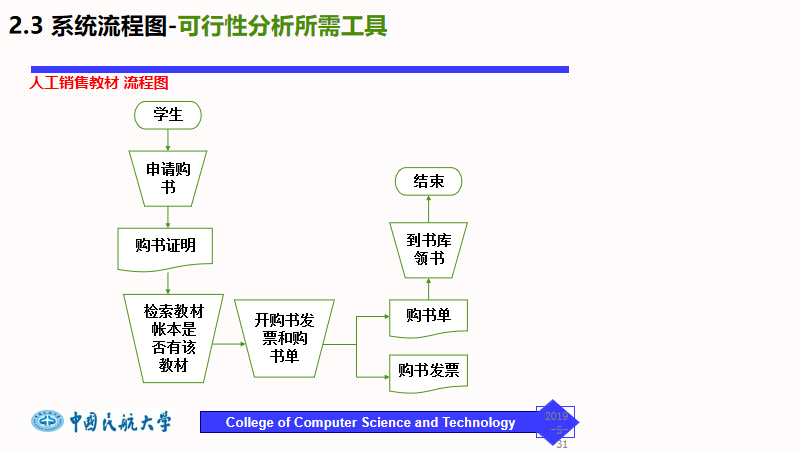 2.3 系统流程图-可行性分析所需工具
人工销售教材 流程图
学生
申请购
书
购书证明
检索教材
帐本是
否有该
教材
开购书发
票和购
书单
结束
到书库
领书
购书单
购书发票
中国民航大学
College of Computer Science and Technology
2019
-5-
31